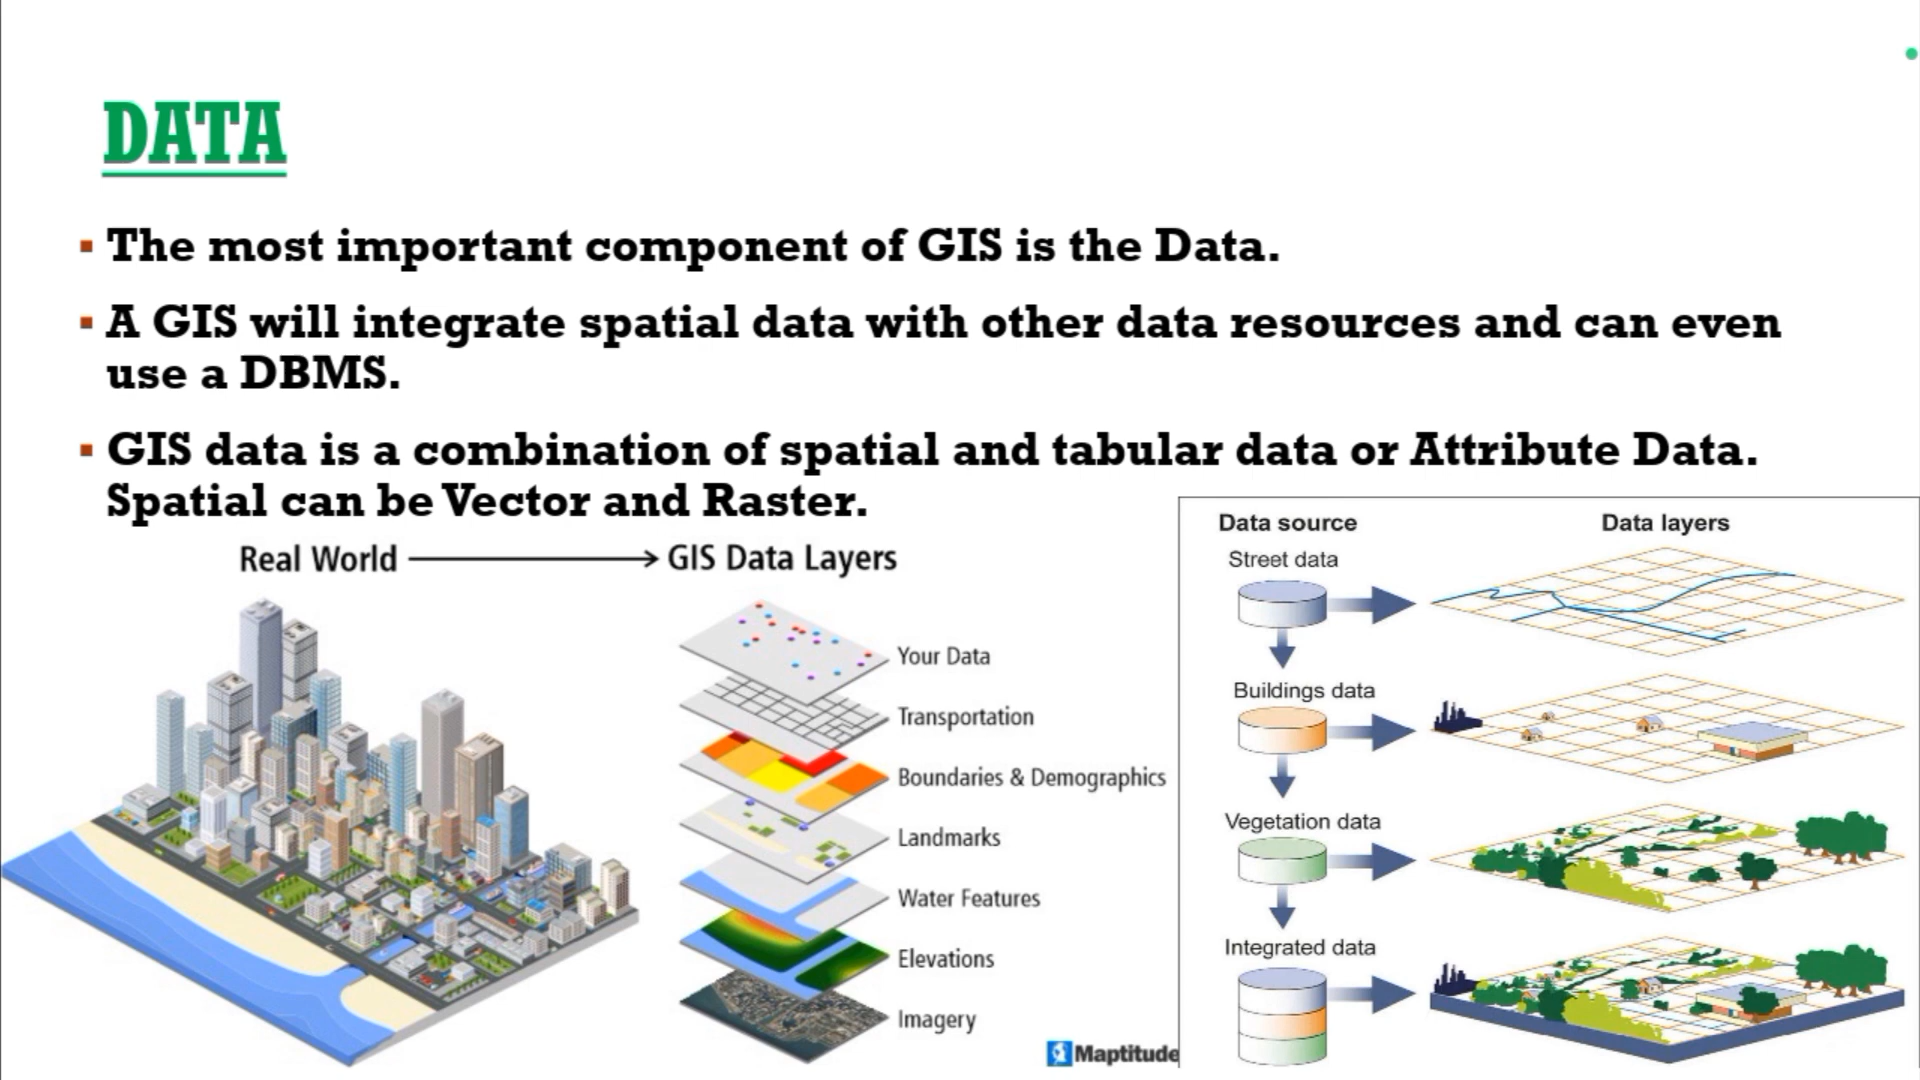 DATA
▪ The most important component of GIS is the Data.
▪ A GIS will integrate spatial data with other data resources and can even
use a DBMS.
▪ GIS data is a combination of spatial and tabular data or Attribute Data.
Spatial can be Vector and Raster.
Real World → GIS Data Layers
Your Data
Transportation
Boundaries & Demographics
Landmarks
Water Features
Elevations
Imagery
Maptitude
Data source Data layers
Street data
Buildings data
Vegetation data
Integrated data